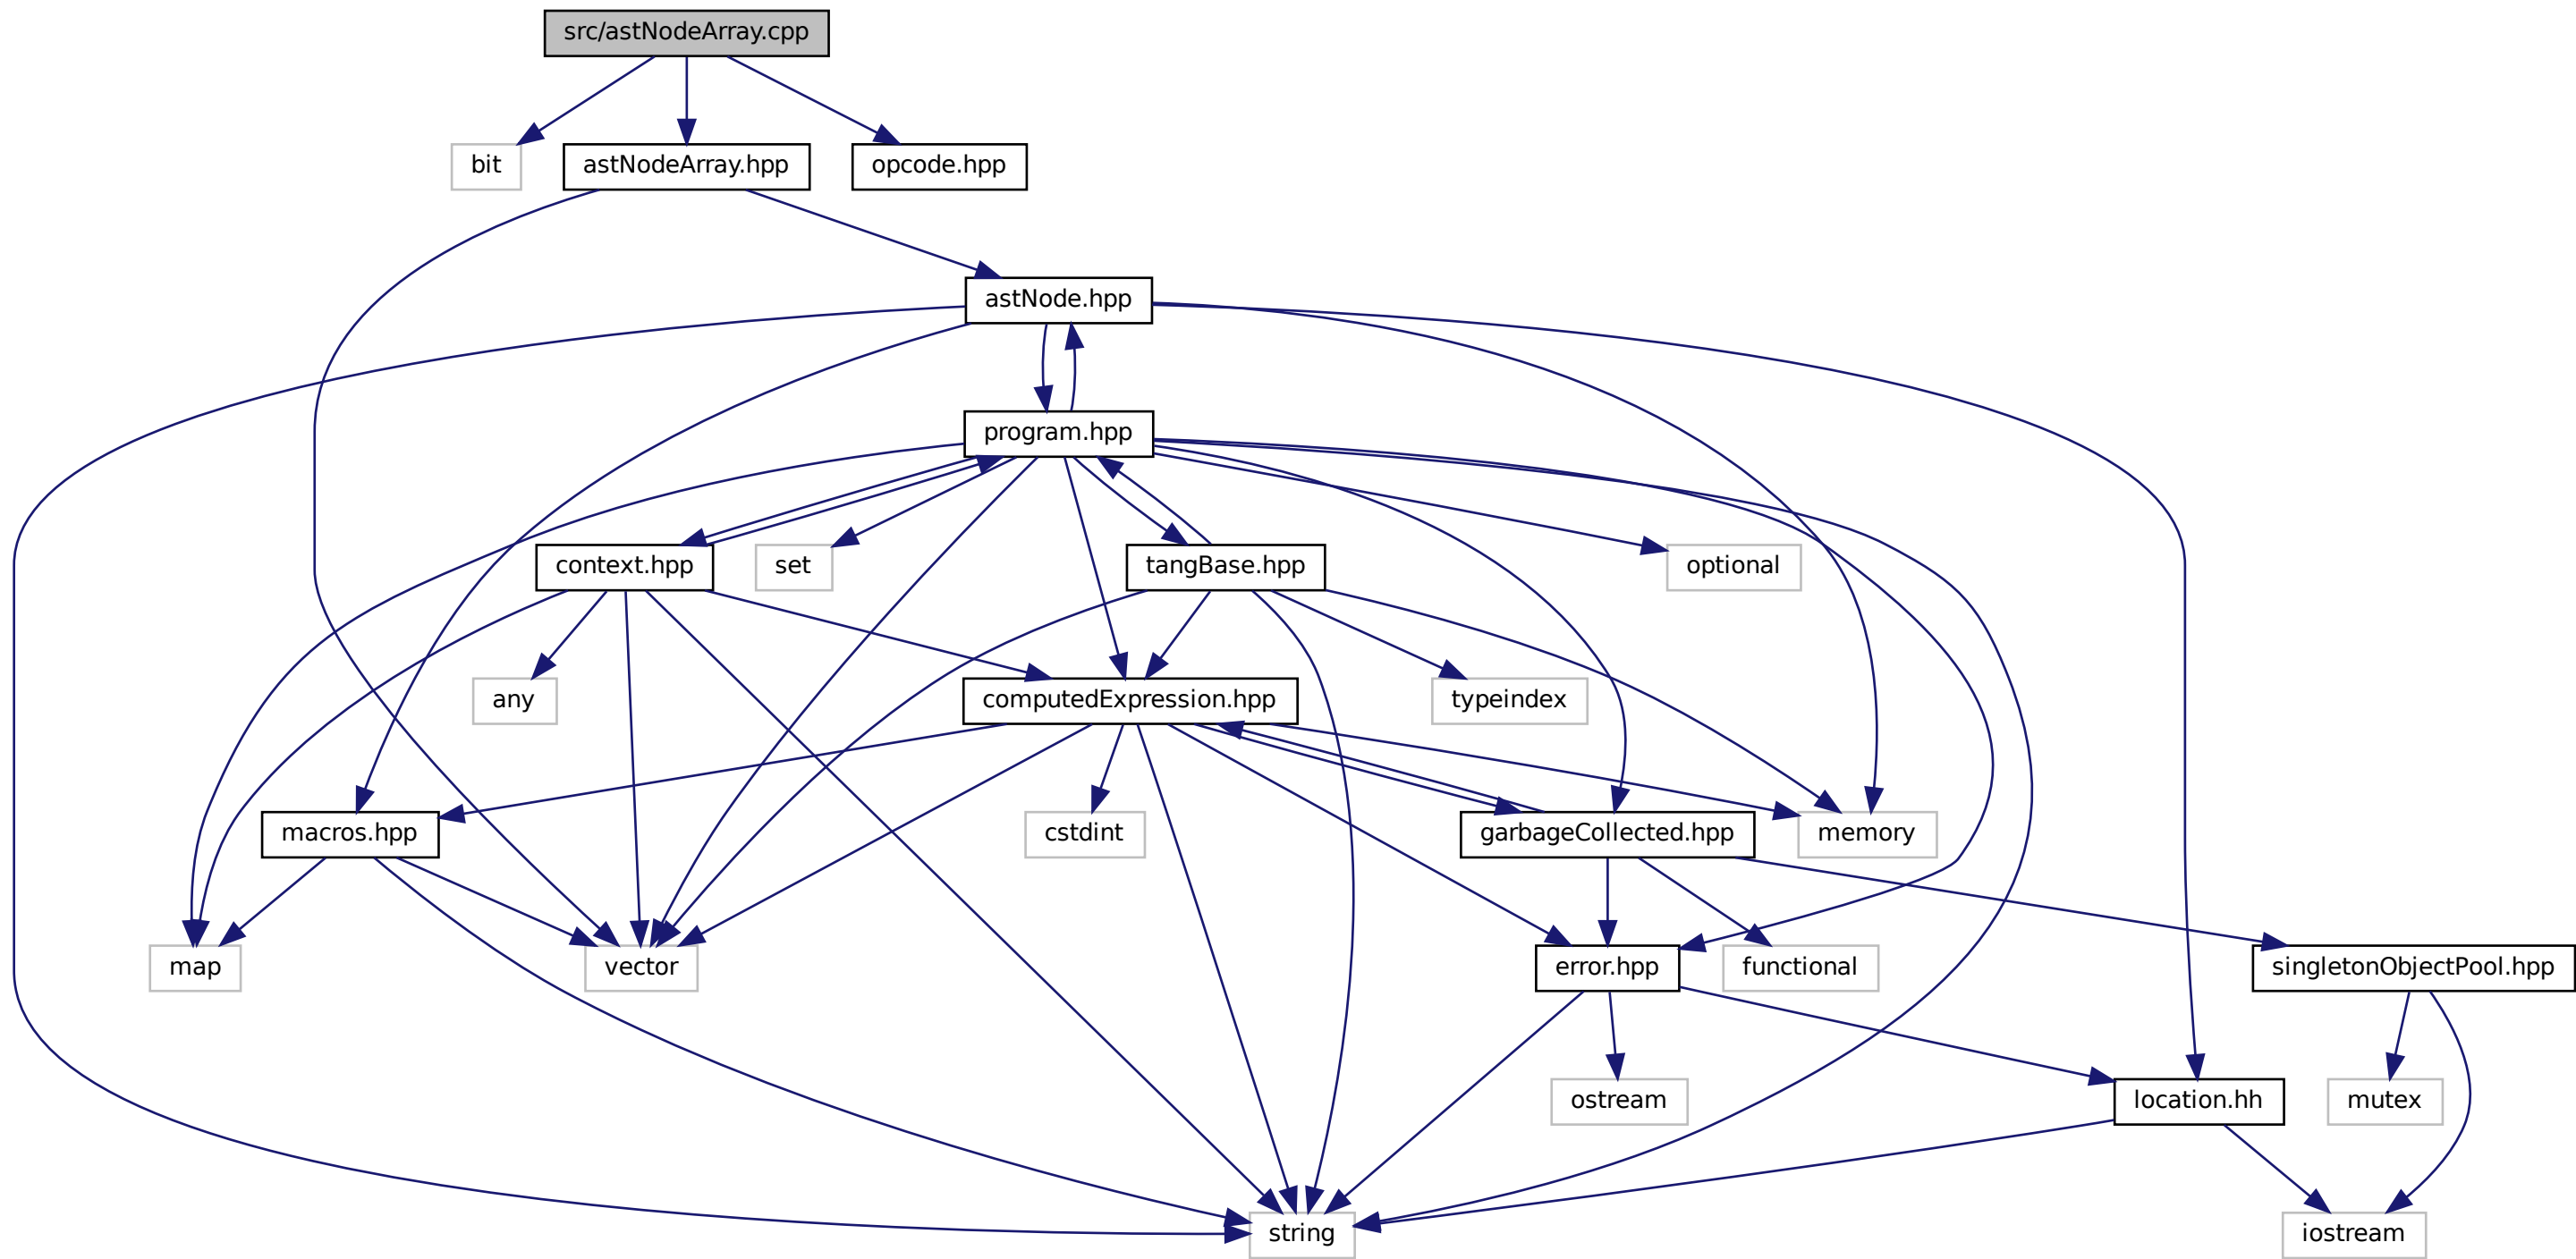 src/astNodeArray.cpp
bit
astNodeArray.hpp
opcode.hpp
astNode.hpp
program.hpp
context.hpp
set
tangBase.hpp
optional
any
computedExpression.hpp
typeindex
macros.hpp
cstdint
garbageCollected.hpp
memory
map
vector
error.hpp
functional
singletonObjectPool.hpp
ostream
location.hh
mutex
string
iostream